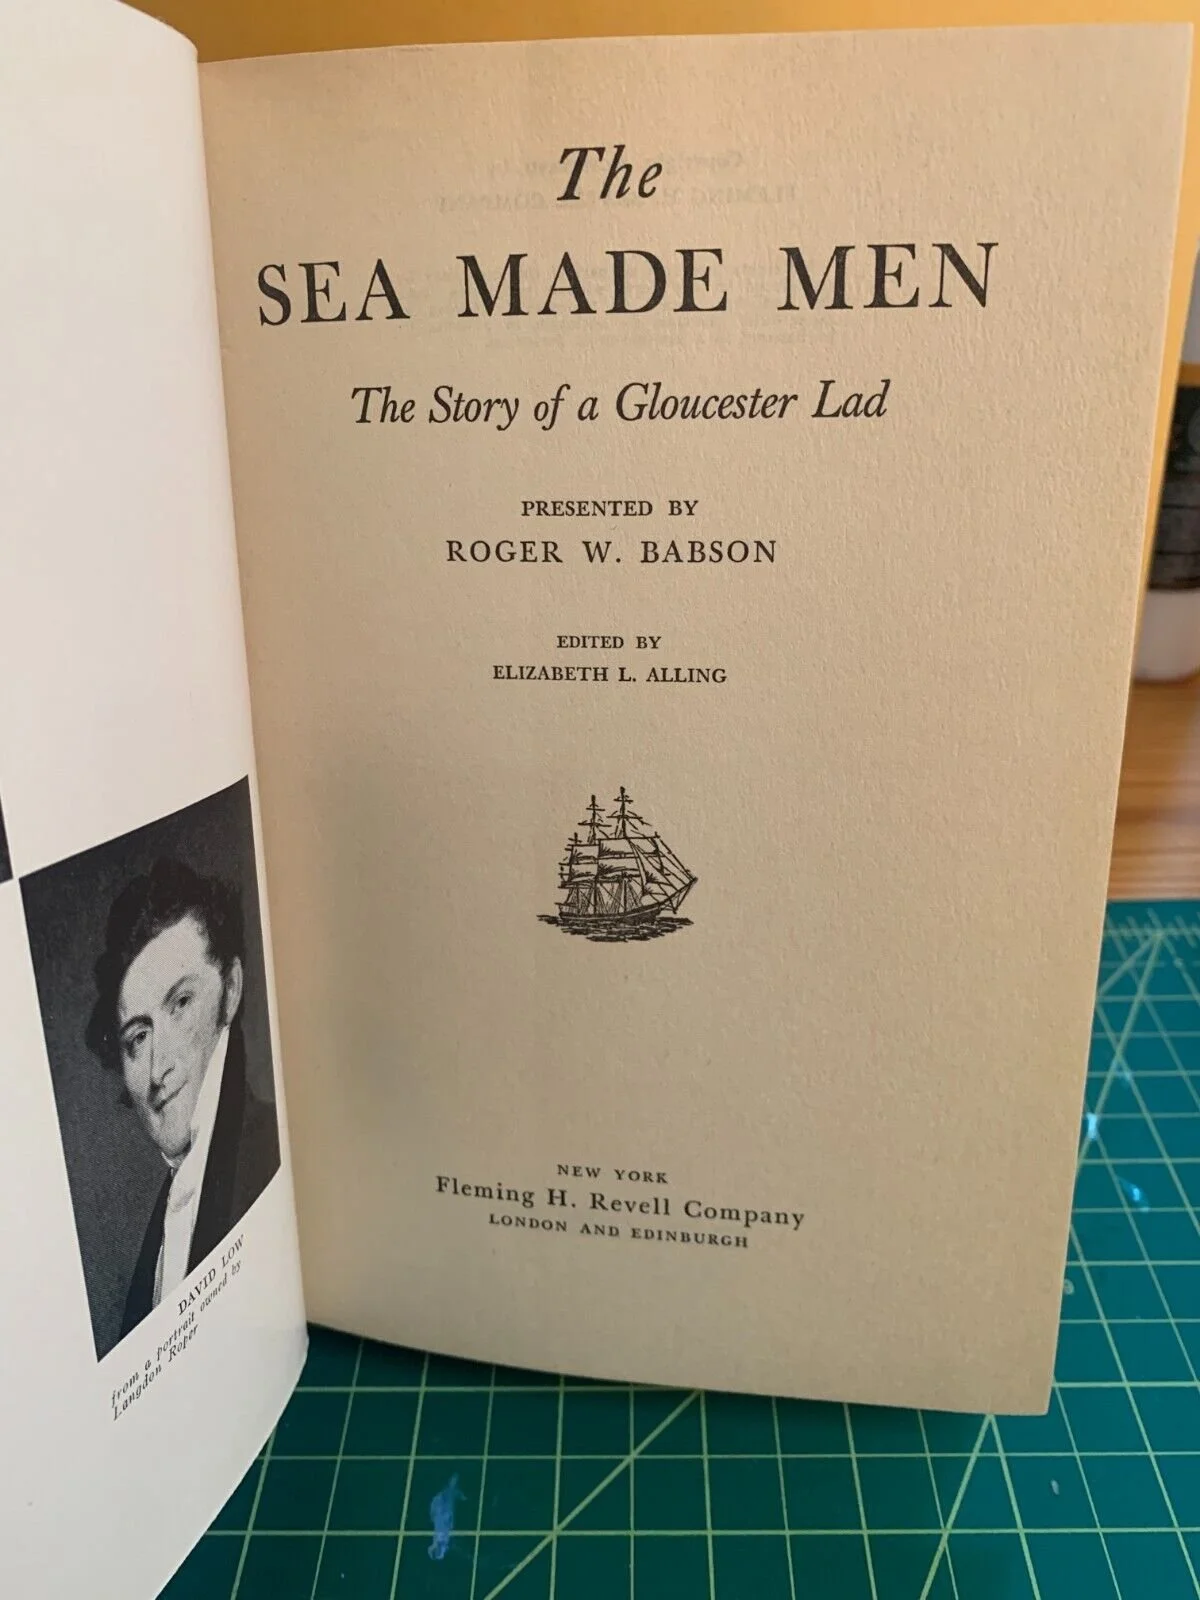 The
SEA MADE MEN
The Story of a Gloucester Lad
PRESENTED BY
ROGER W. BABSON
EDITED BY
ELIZABETH L. ALLING
NEW YORK
Fleming H. Revell Company
LONDON AND EDINBURGH
DAVID LOW
from a portrait owned by
Langdon Roper